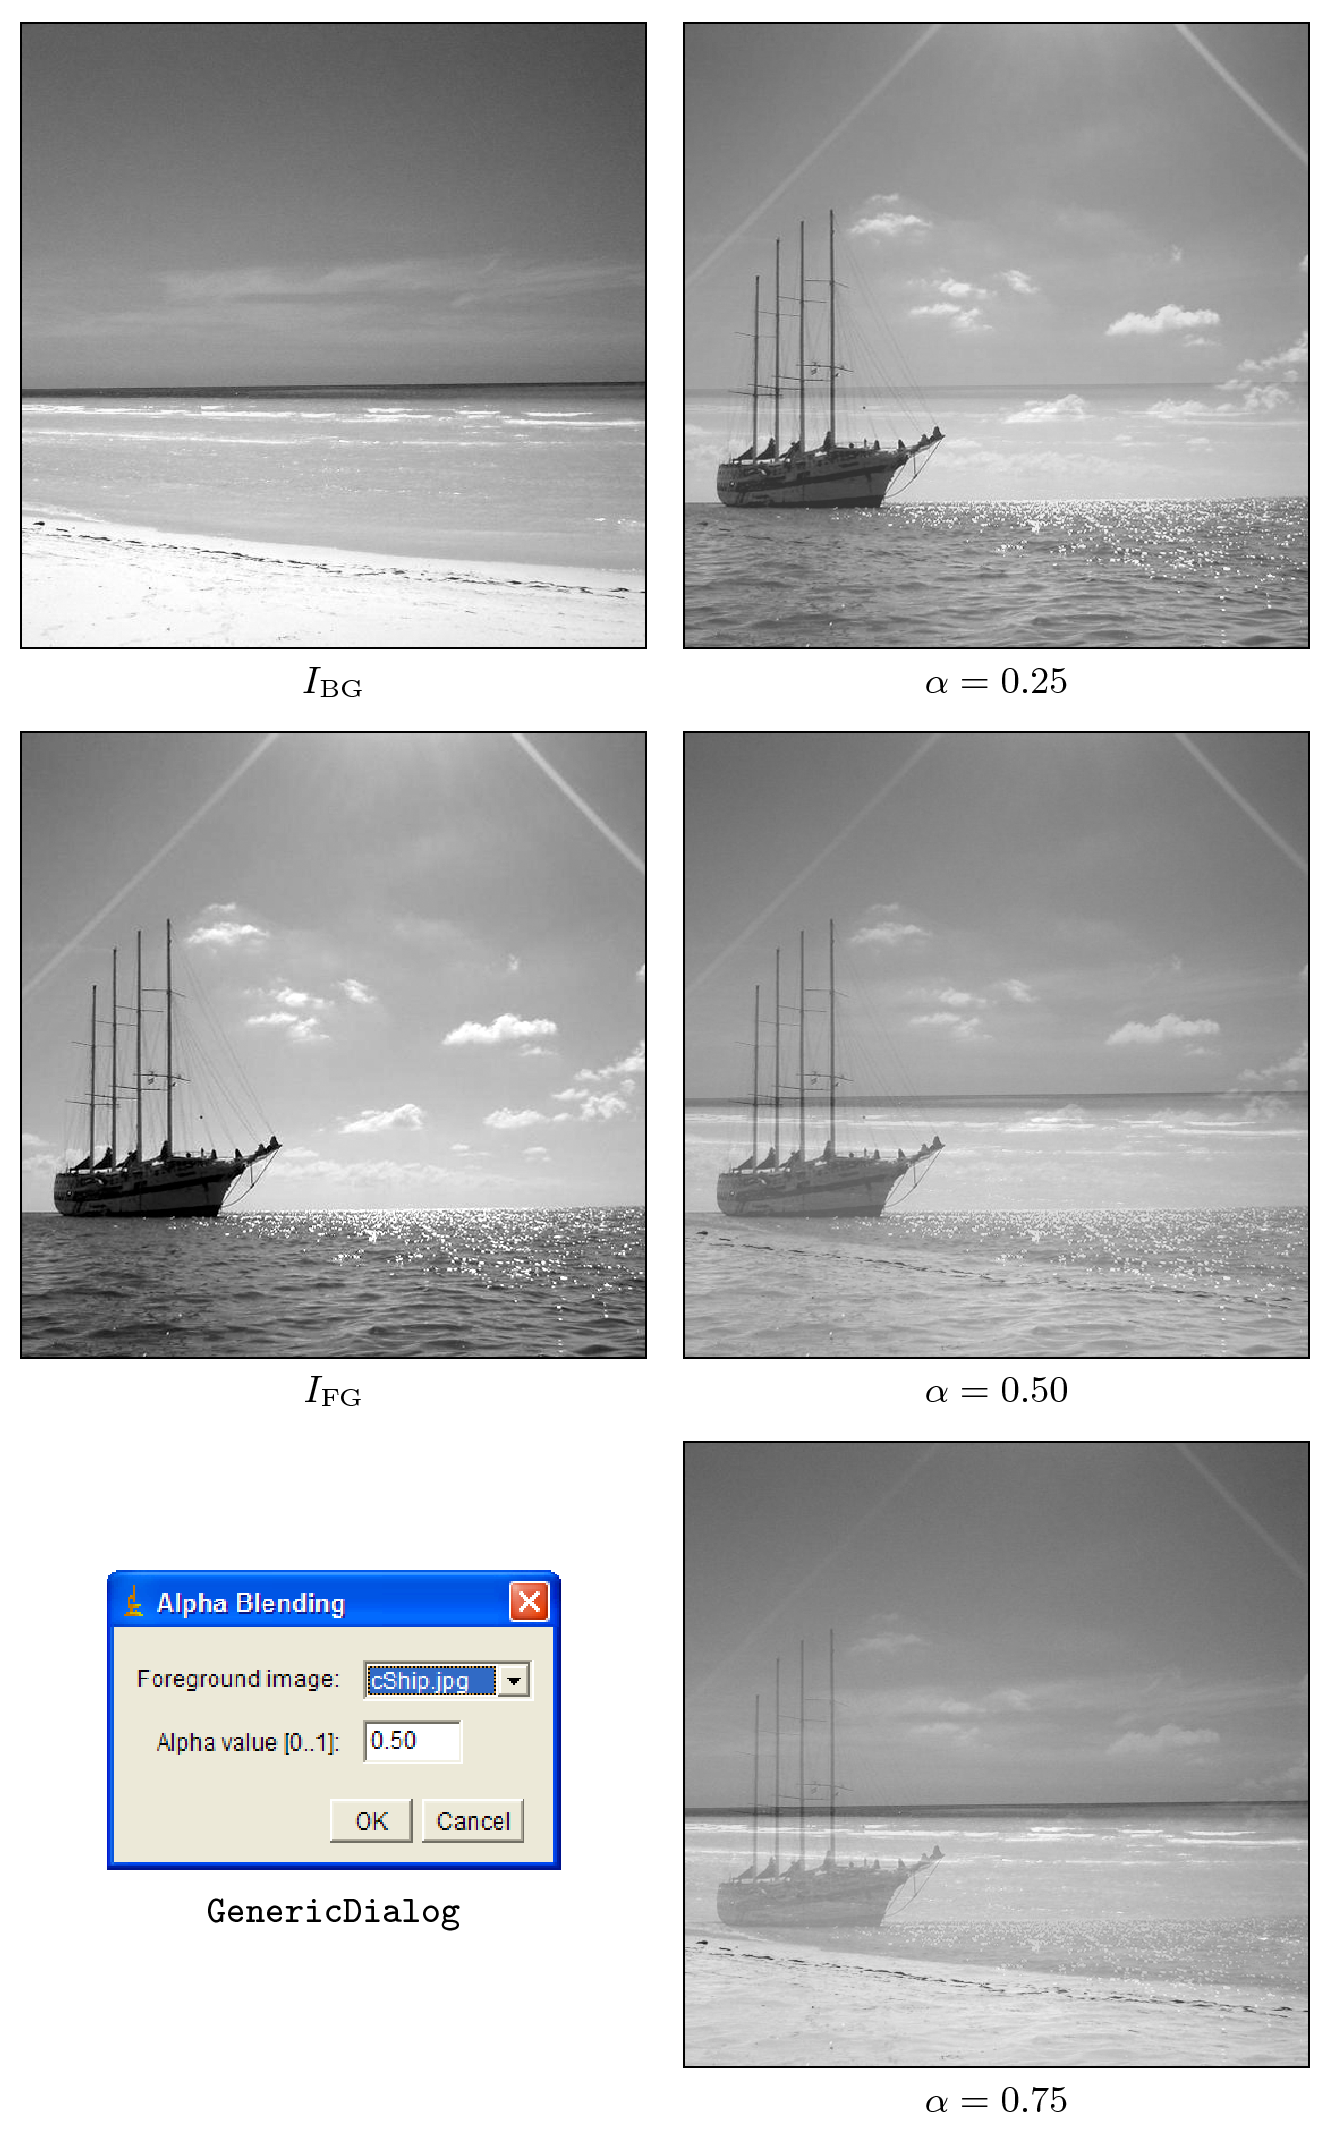 I_BG
α = 0.25
I_FG
α = 0.50
Alpha Blending
Foreground image: cShip.jpg
Alpha value [0..1]: 0.50
OK Cancel
GenericDialog
α = 0.75